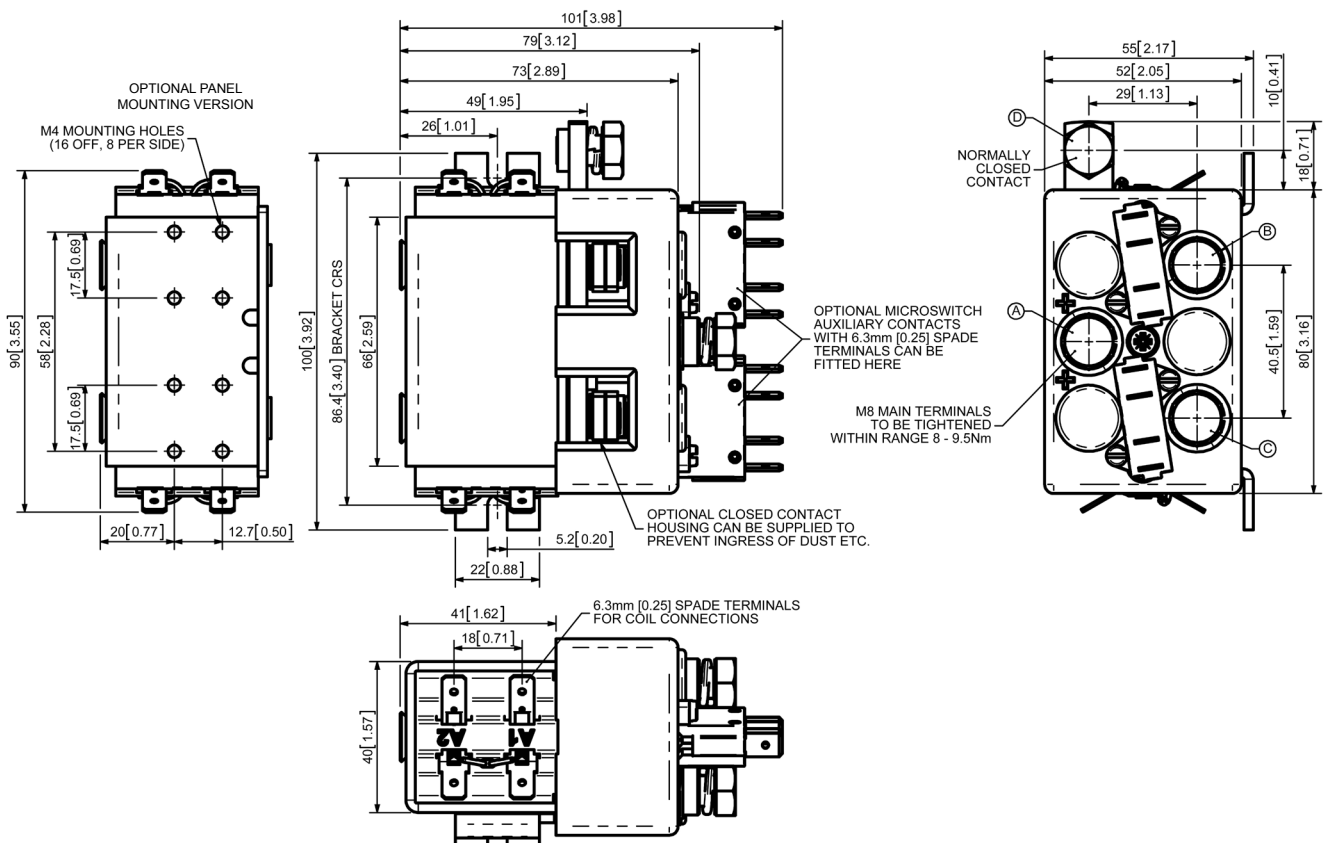 OPTIONAL PANEL
MOUNTING VERSION
M4 MOUNTING HOLES
(16 OFF, 8 PER SIDE)
90[3.55]
58[2.28]
17.5[0.69]
17.5[0.69]
20[0.77]
12.7[0.50]
101[3.98]
79[3.12]
73[2.89]
49[1.95]
26[1.01]
100[3.92]
86.4[3.40] BRACKET CRS
66[2.59]
5.2[0.20]
22[0.88]
OPTIONAL MICROSWITCH
AUXILIARY CONTACTS
WITH 6.3mm [0.25] SPADE
TERMINALS CAN BE
FITTED HERE
OPTIONAL CLOSED CONTACT
HOUSING CAN BE SUPPLIED TO
PREVENT INGRESS OF DUST ETC.
55[2.17]
52[2.05]
29[1.13]
10[0.41]
18[0.71]
D
NORMALLY
CLOSED
CONTACT
B
A
+
+
C
40.5[1.59]
80[3.16]
M8 MAIN TERMINALS
TO BE TIGHTENED
WITHIN RANGE 8 - 9.5Nm
41[1.62]
18[0.71]
6.3mm [0.25] SPADE TERMINALS
FOR COIL CONNECTIONS
40[1.57]
A2
A1